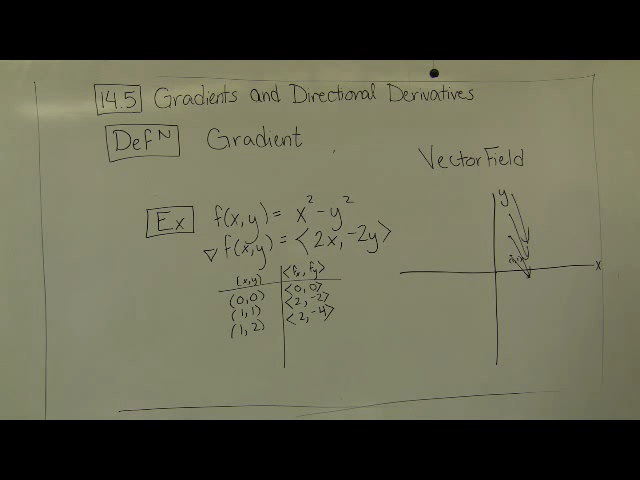 14.5 Gradients and Directional Derivatives
Defᴺ Gradient
Vector Field
Ex f(x,y) = x² - y²
∇f(x,y) = ⟨2x, -2y⟩
(x,y) ⟨fx, fy⟩
(0,0) ⟨0, 0⟩
(1,1) ⟨2, -2⟩
(1,2) ⟨2, -4⟩
y
x